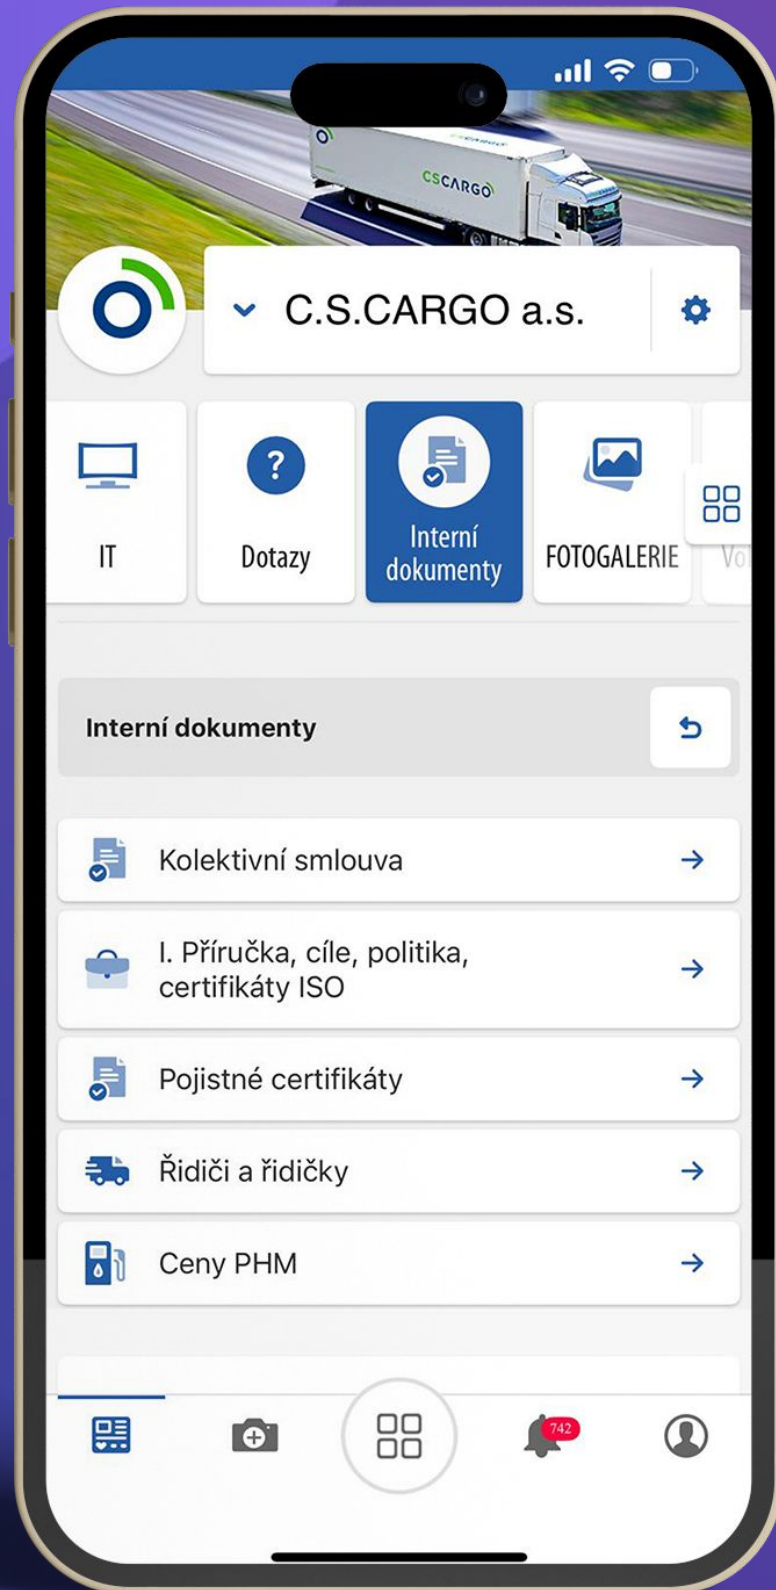 CSCARGO
C.S.CARGO a.s.
IT
Dotazy
Interní
dokumenty
FOTOGALERIE
Interní dokumenty
Kolektivní smlouva
I. Příručka, cíle, politika,
certifikáty ISO
Pojistné certifikáty
Řidiči a řidičky
Ceny PHM
742